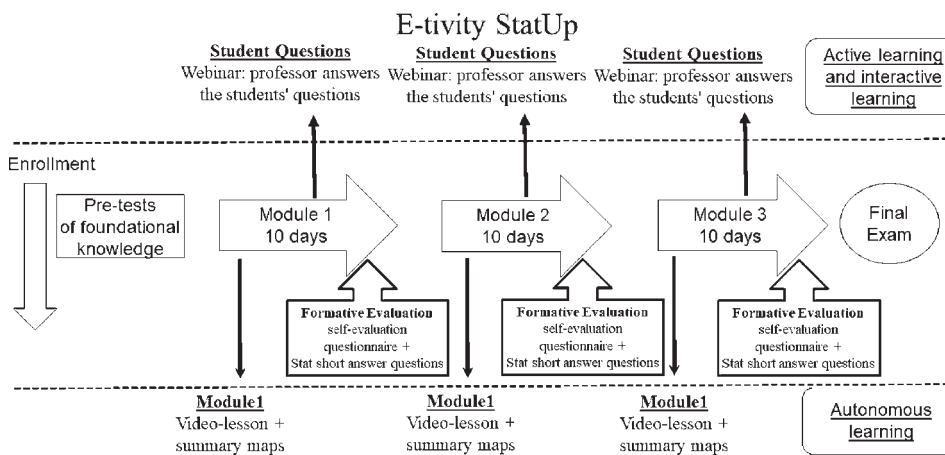 E-tivity StatUp
Student Questions
Webinar: professor answers
the students' questions
Student Questions
Webinar: professor answers
the students' questions
Student Questions
Webinar: professor answers
the students' questions
Active learning
and interactive
learning
Enrollment
Pre-tests
of foundational
knowledge
Module 1
10 days
Module 2
10 days
Module 3
10 days
Final
Exam
Formative Evaluation
self-evaluation
questionnaire +
Stat short answer questions
Formative Evaluation
self-evaluation
questionnaire +
Stat short answer questions
Formative Evaluation
self-evaluation
questionnaire +
Stat short answer questions
Module1
Video-lesson +
summary maps
Module1
Video-lesson +
summary maps
Module1
Video-lesson +
summary maps
Autonomous
learning